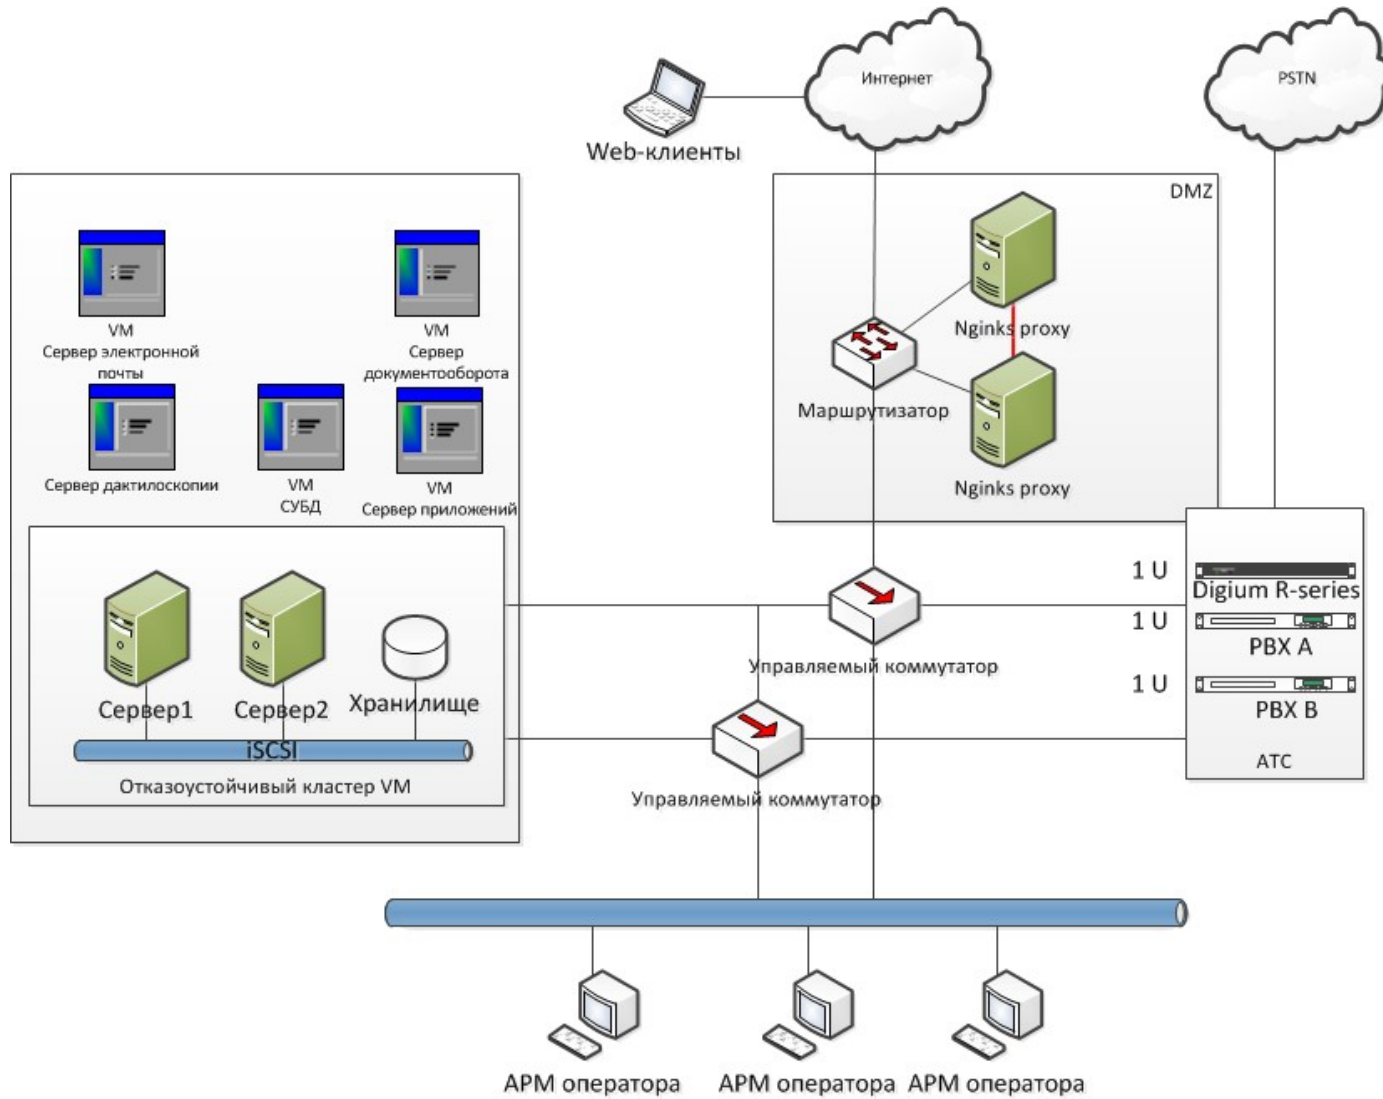 Интернет
PSTN
Web-клиенты
DMZ
Nginks proxy
Маршрутизатор
Nginks proxy
VM
Сервер электронной
почты
VM
Сервер
документооборота
Сервер дактилоскопии
VM
СУБД
VM
Сервер приложений
Сервер1
Сервер2
Хранилище
iSCSI
Отказоустойчивый кластер VM
Управляемый коммутатор
Управляемый коммутатор
1 U
Digium R-series
1 U
PBX A
1 U
PBX B
АТС
АРМ оператора
АРМ оператора
АРМ оператора